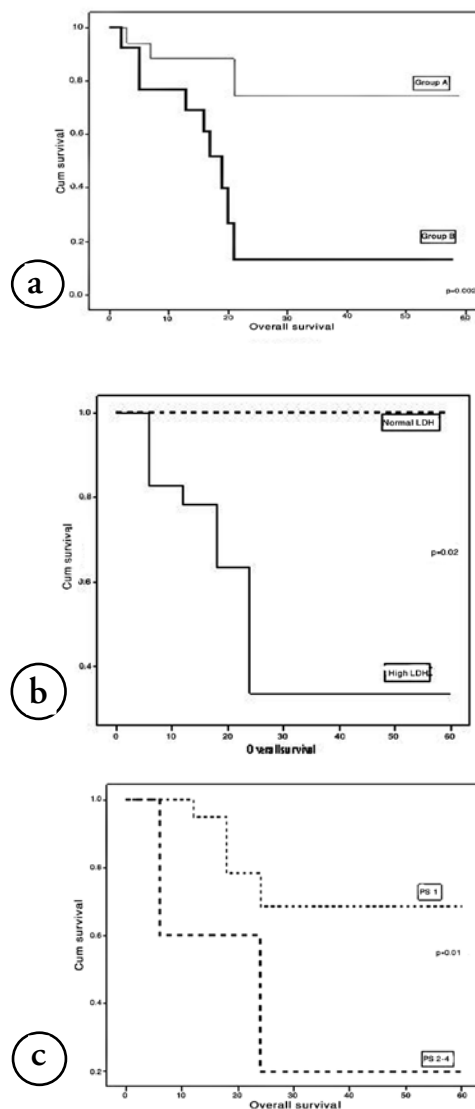 1.0
0.8
0.6
0.4
0.2
0.0
Cum survival
Group A
Group B
0 10 20 30 40 50 60
Overall survival
a
1.0
0.8
0.6
0.4
Cum survival
Normal LDH
p=0.02
High LDH
0 10 20 30 40 50 60
Overallsurvival
b
1.0
0.8
0.6
0.4
0.2
Cum survival
PS 1
p=0.01
PS 2-4
0 10 20 30 40 50 60
Overall survival
c